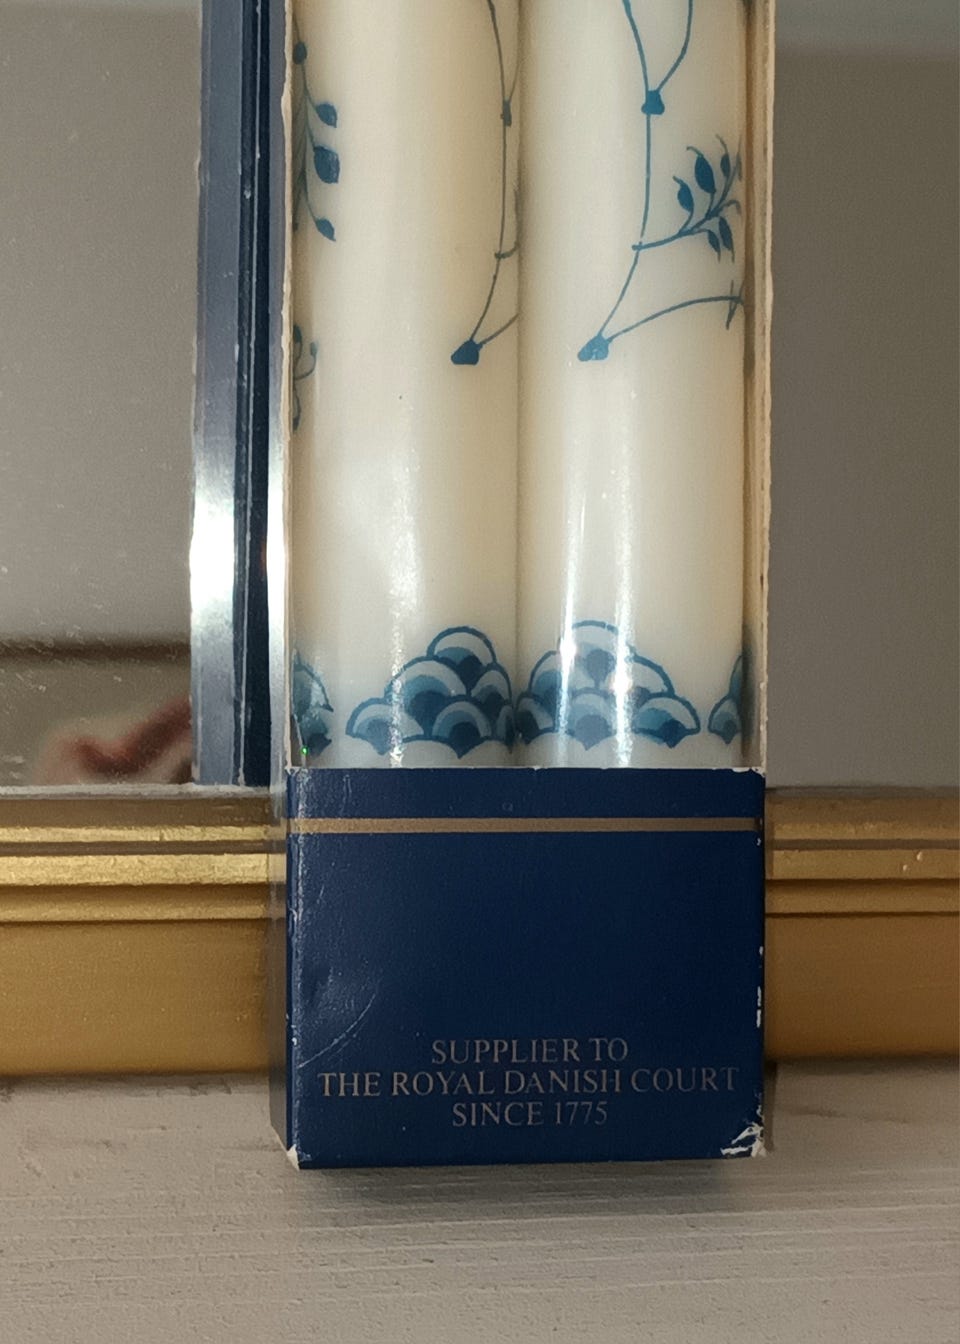 SUPPLIER TO
THE ROYAL DANISH COURT
SINCE 1775